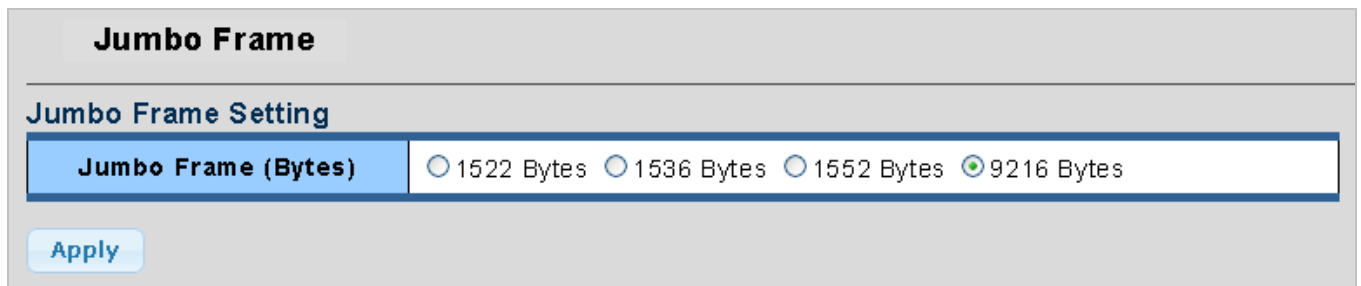 Jumbo Frame
Jumbo Frame Setting
Jumbo Frame (Bytes) 1522 Bytes 1536 Bytes 1552 Bytes 9216 Bytes
Apply